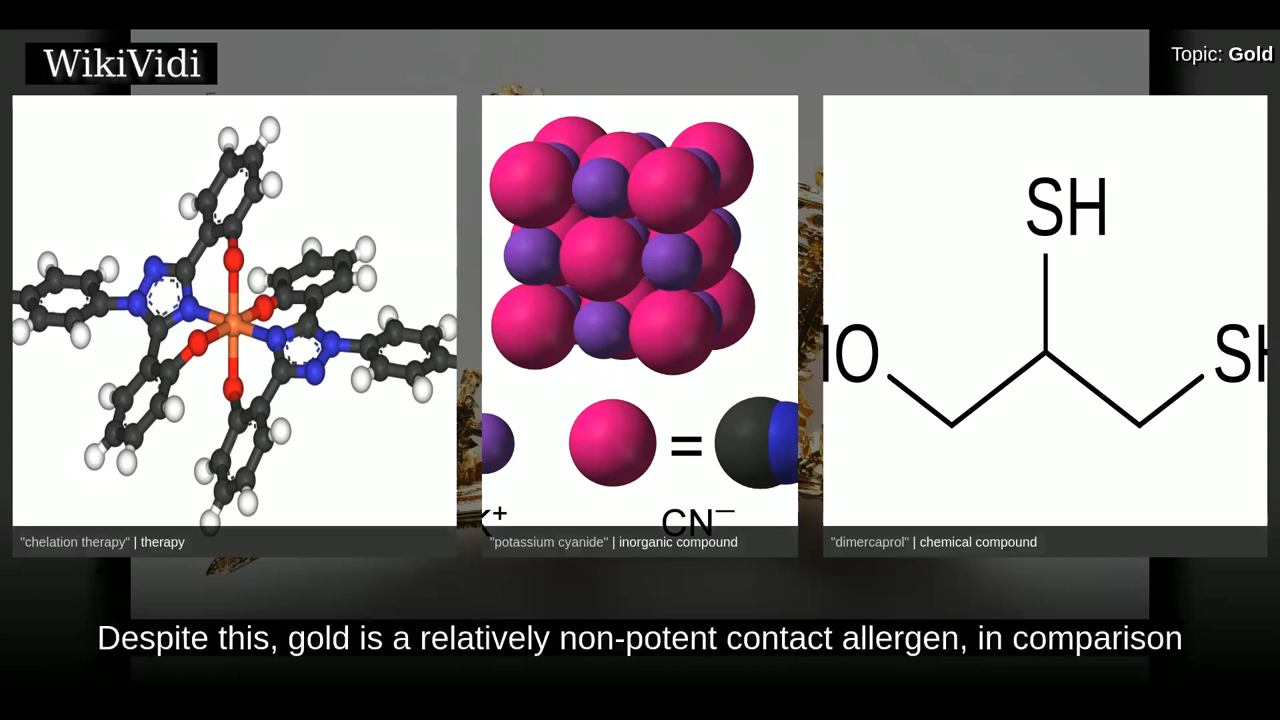 WikiVidi
Topic: Gold
SH
HO
SH
=
K⁺
CN⁻
"chelation therapy" | therapy
"potassium cyanide" | inorganic compound
"dimercaprol" | chemical compound
Despite this, gold is a relatively non-potent contact allergen, in comparison